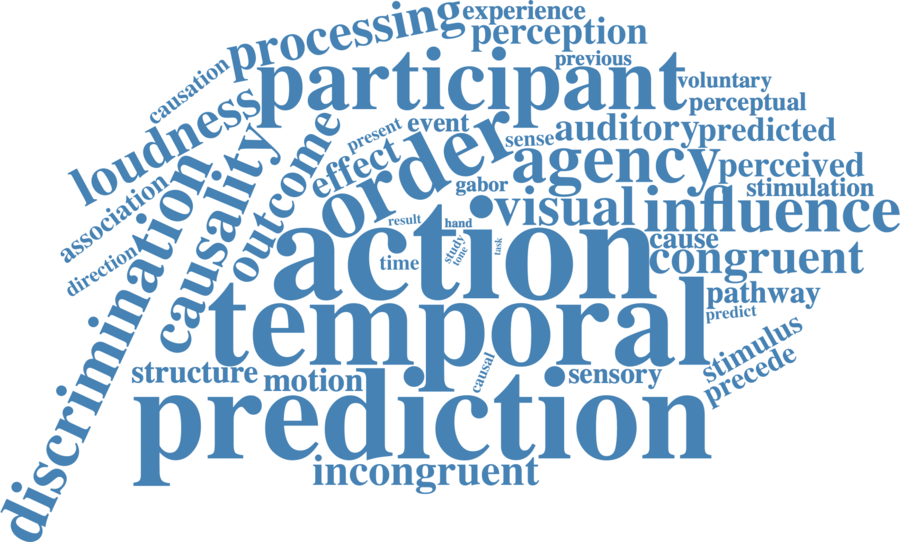 experience
processing
perception
previous
causation
participant
voluntary
perceptual
loudness
present
event
order
sense
auditory
predicted
outcome
effect
agency
perceived
causality
gabor
stimulation
association
discrimination
result
hand
visual
influence
direction
action
time
study
tone
task
cause
congruent
temporal
pathway
predict
structure
motion
causal
sensory
stimulus
precede
prediction
incongruent